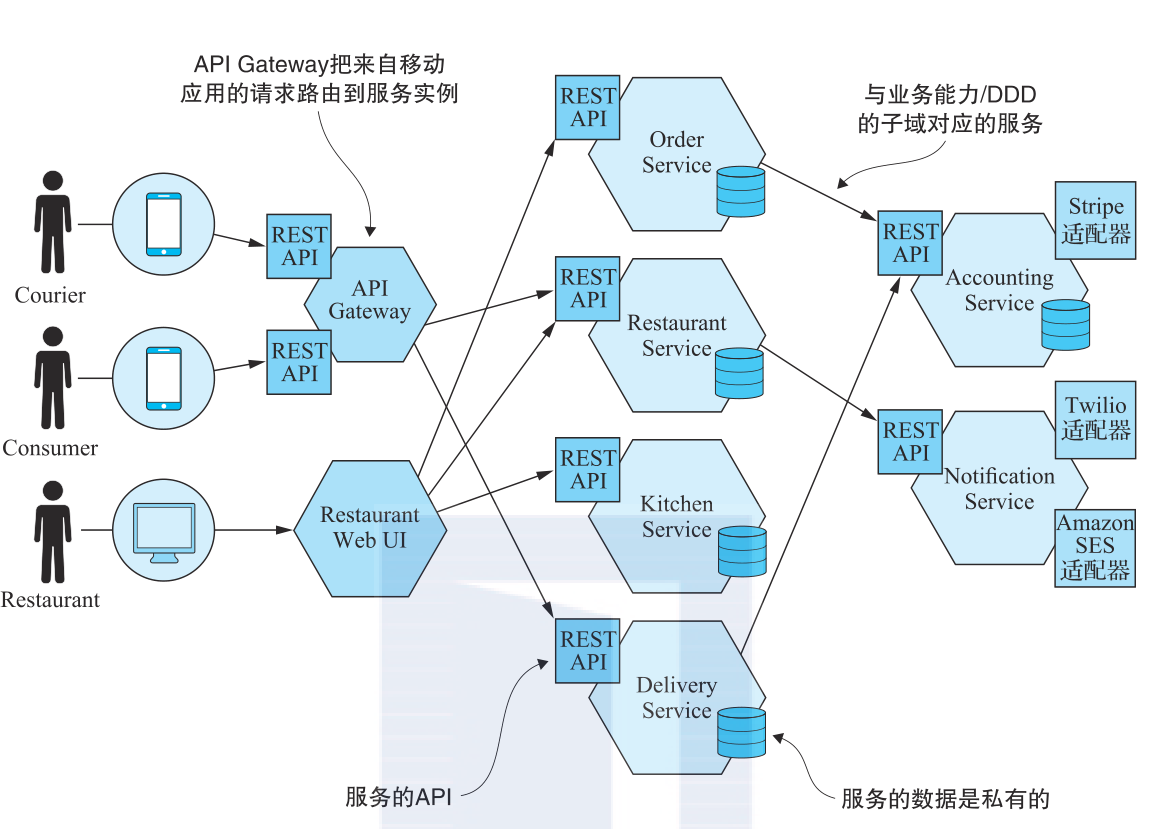 API Gateway把来自移动
应用的请求路由到服务实例
与业务能力/DDD
的子域对应的服务
Courier
Consumer
Restaurant
REST
API
REST
API
API
Gateway
Restaurant
Web UI
REST
API
Order
Service
REST
API
Restaurant
Service
REST
API
Kitchen
Service
REST
API
Delivery
Service
REST
API
Accounting
Service
Stripe
适配器
REST
API
Notification
Service
Twilio
适配器
Amazon
SES
适配器
服务的API
服务的数据是私有的